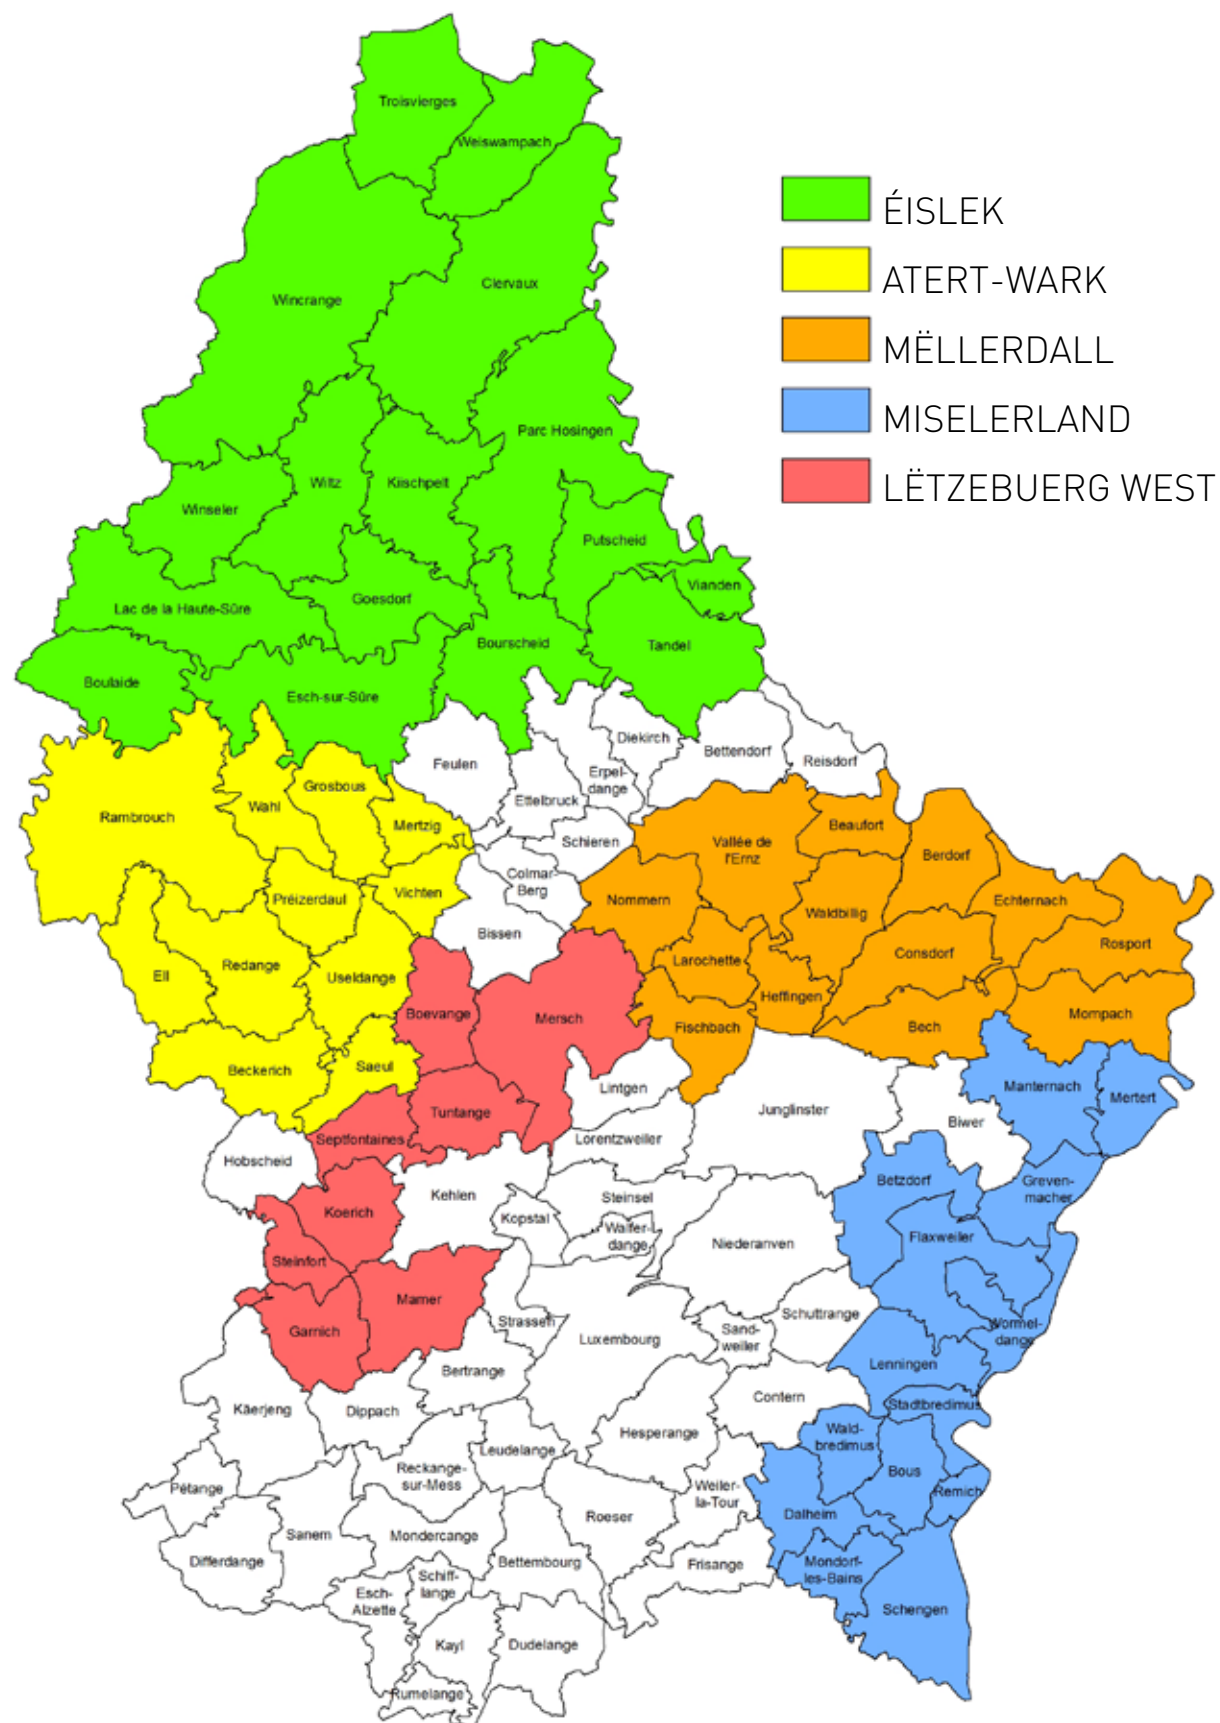 Troisvierges
Weiswampach
ÉISLEK
ATERT-WARK
MËLLERDALL
MISELERLAND
LËTZEBUERG WEST
Clervaux
Wincrange
Parc Hosingen
Wiltz
Kiischpelt
Winseler
Putscheid
Vianden
Goesdorf
Lac de la Haute-Sûre
Bourscheid
Tandel
Boulaide
Esch-sur-Sûre
Diekirch
Bettendorf
Reisdorf
Feulen
Erpel-
dange
Ettelbruck
Grosbous
Wahl
Rambrouch
Mertzig
Schieren
Beaufort
Vallée de
l'Ernz
Berdorf
Colmar-
Berg
Préizerdaul
Vichten
Nommern
Waldbillig
Echternach
Bissen
Rosport
Consdorf
Larochette
Redange
Ell
Useldange
Heffingen
Boevange
Mersch
Fischbach
Bech
Mompach
Beckerich
Saeul
Lintgen
Manternach
Mertert
Junglinster
Tuntange
Biwer
Septfontaines
Lorentzweiler
Hobscheid
Betzdorf
Greven-
macher
Kehlen
Steinsel
Koerich
Kopstal
Walfer-
dange
Niederanven
Flaxweiler
Steinfort
Mamer
Garnich
Strassen
Luxembourg
Sand-
weiler
Schuttrange
Wormel-
dange
Lenningen
Bertrange
Contern
Stadtbredimus
Käerjeng
Dippach
Hesperange
Wald-
bredimus
Leudelange
Reckange-
sur-Mess
Bous
Pétange
Weiler-
la-Tour
Remich
Roeser
Dalheim
Sanem
Mondercange
Differdange
Bettembourg
Frisange
Mondorf-
les-Bains
Schiff-
lange
Esch-
Alzette
Schengen
Kayl
Dudelange
Rumelange